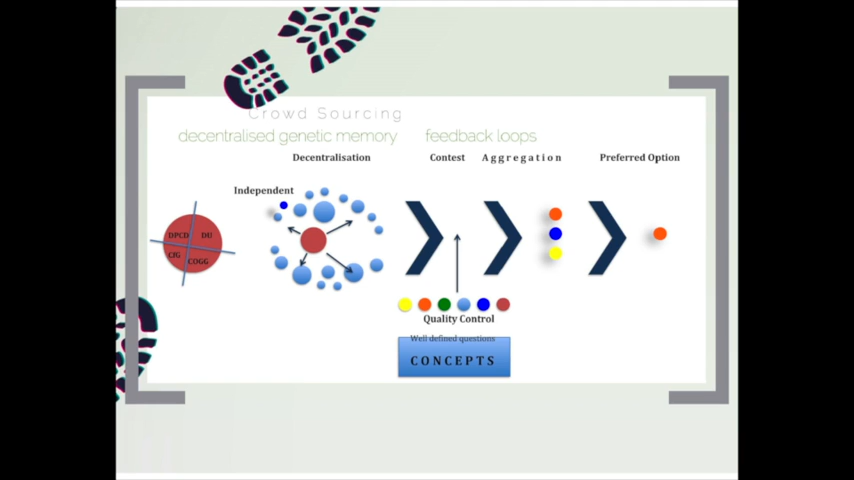 Crowd Sourcing
decentralised genetic memory feedback loops
Decentralisation Contest Aggregation Preferred Option
Independent
DPCD DII
CIG COGG
Quality Control
Well defined questions
CONCEPTS